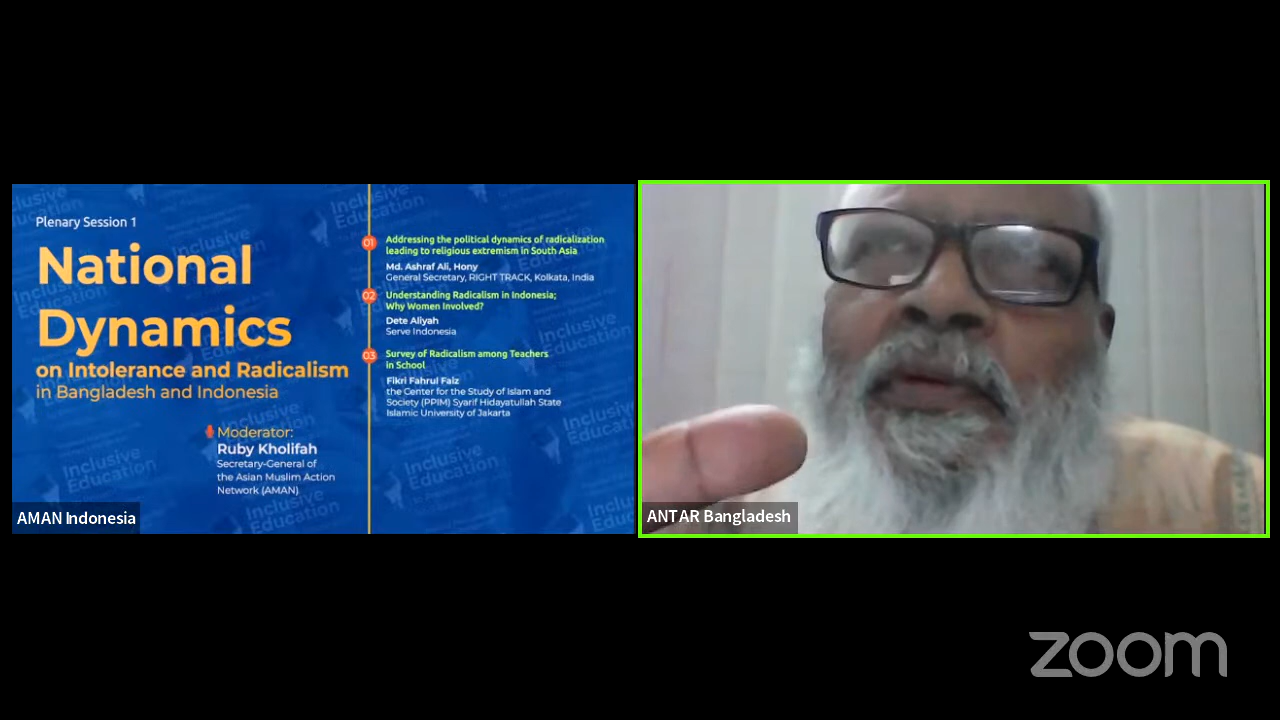 Plenary Session 1
National
Dynamics
on Intolerance and Radicalism
in Bangladesh and Indonesia
Moderator:
Ruby Kholifah
Secretary-General of
the Asian Muslim Action
Network (AMAN)
01
Addressing the political dynamics of radicalization
leading to religious extremism in South Asia
Md. Ashraf Ali, Hony
General Secretary, RIGHT TRACK, Kolkata, India
02
Understanding Radicalism in Indonesia;
Why Women Involved?
Dete Aliyah
Serve Indonesia
03
Survey of Radicalism among Teachers
in School
Fikri Fahrul Faiz
the Center for the Study of Islam and
Society (PPIM) Syarif Hidayatullah State
Islamic University of Jakarta
Inclusive
Education
AMAN Indonesia
ANTAR Bangladesh
zoom